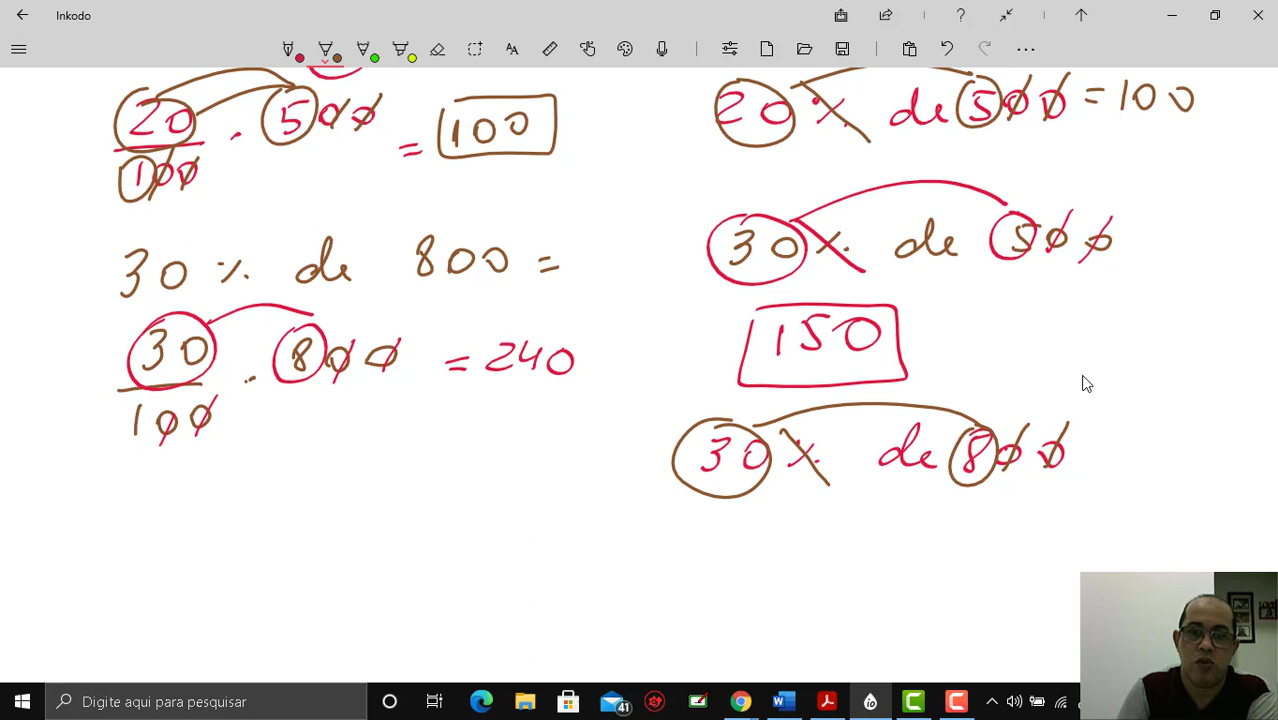 Inkodo
20/100 . 500 = 100
30 % de 800 =
30/100 . 800 = 240
20 % de 500 = 100
30 % de 500
150
30 % de 800
Digite aqui para pesquisar
41